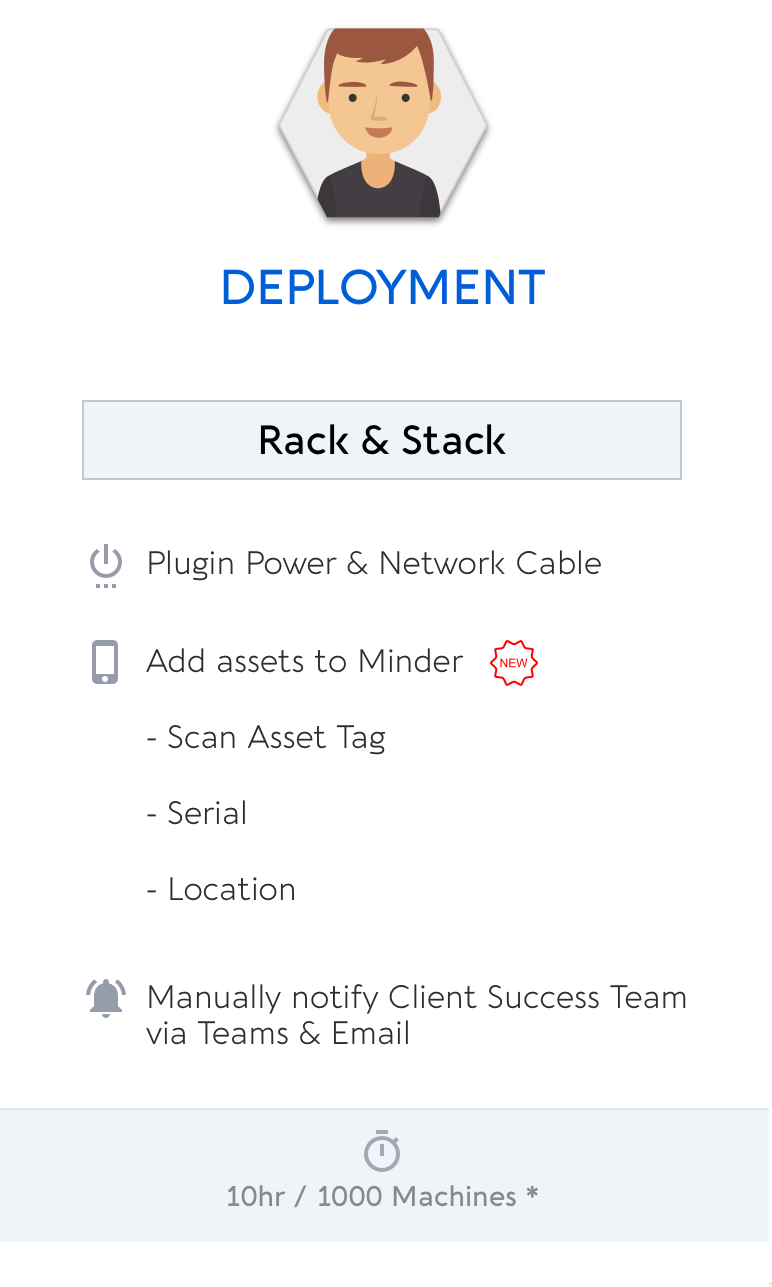 DEPLOYMENT
Rack & Stack
Plugin Power & Network Cable
Add assets to Minder NEW
- Scan Asset Tag
- Serial
- Location
Manually notify Client Success Team
via Teams & Email
10hr / 1000 Machines *